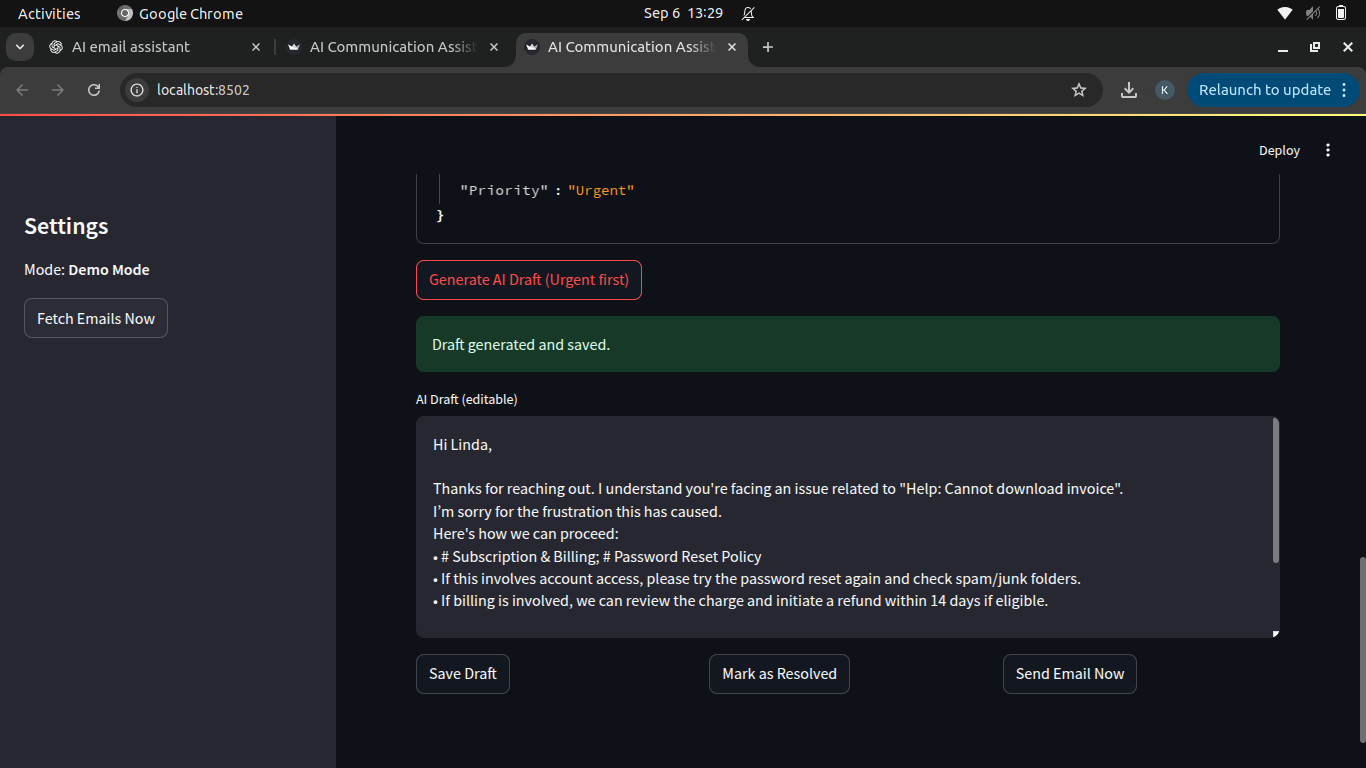 Activities
Google Chrome
Sep 6 13:29
AI email assistant
AI Communication Assist
AI Communication Assist
localhost:8502
K
Relaunch to update
Deploy
Settings
Mode: Demo Mode
Fetch Emails Now
"Priority" : "Urgent"
}
Generate AI Draft (Urgent first)
Draft generated and saved.
AI Draft (editable)
Hi Linda,
Thanks for reaching out. I understand you're facing an issue related to "Help: Cannot download invoice".
I’m sorry for the frustration this has caused.
Here's how we can proceed:
• # Subscription & Billing; # Password Reset Policy
• If this involves account access, please try the password reset again and check spam/junk folders.
• If billing is involved, we can review the charge and initiate a refund within 14 days if eligible.
Save Draft
Mark as Resolved
Send Email Now